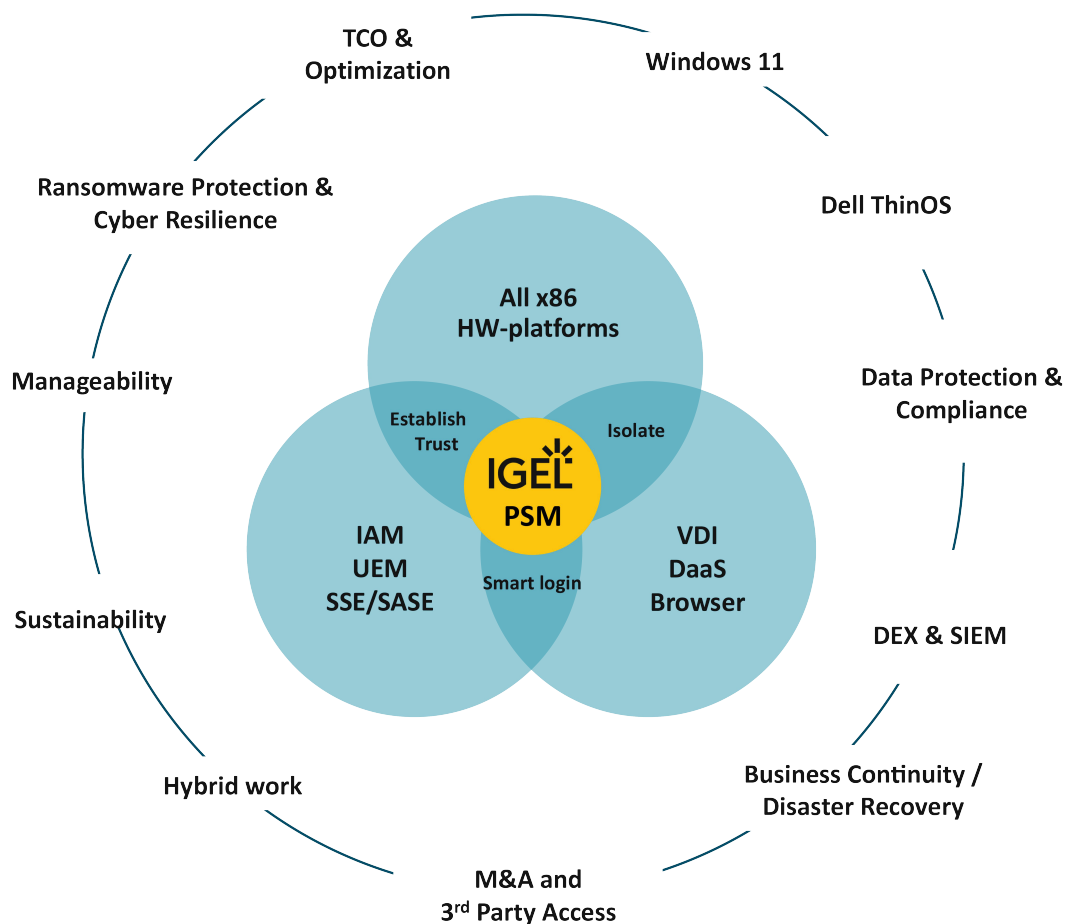 TCO &
Optimization
Windows 11
Ransomware Protection &
Cyber Resilience
Dell ThinOS
All x86
HW-platforms
Manageability
Data Protection &
Compliance
Establish
Trust
Isolate
IGEL
PSM
IAM
UEM
SSE/SASE
VDI
DaaS
Browser
Smart login
Sustainability
DEX & SIEM
Hybrid work
Business Continuity /
Disaster Recovery
M&A and
3rd Party Access